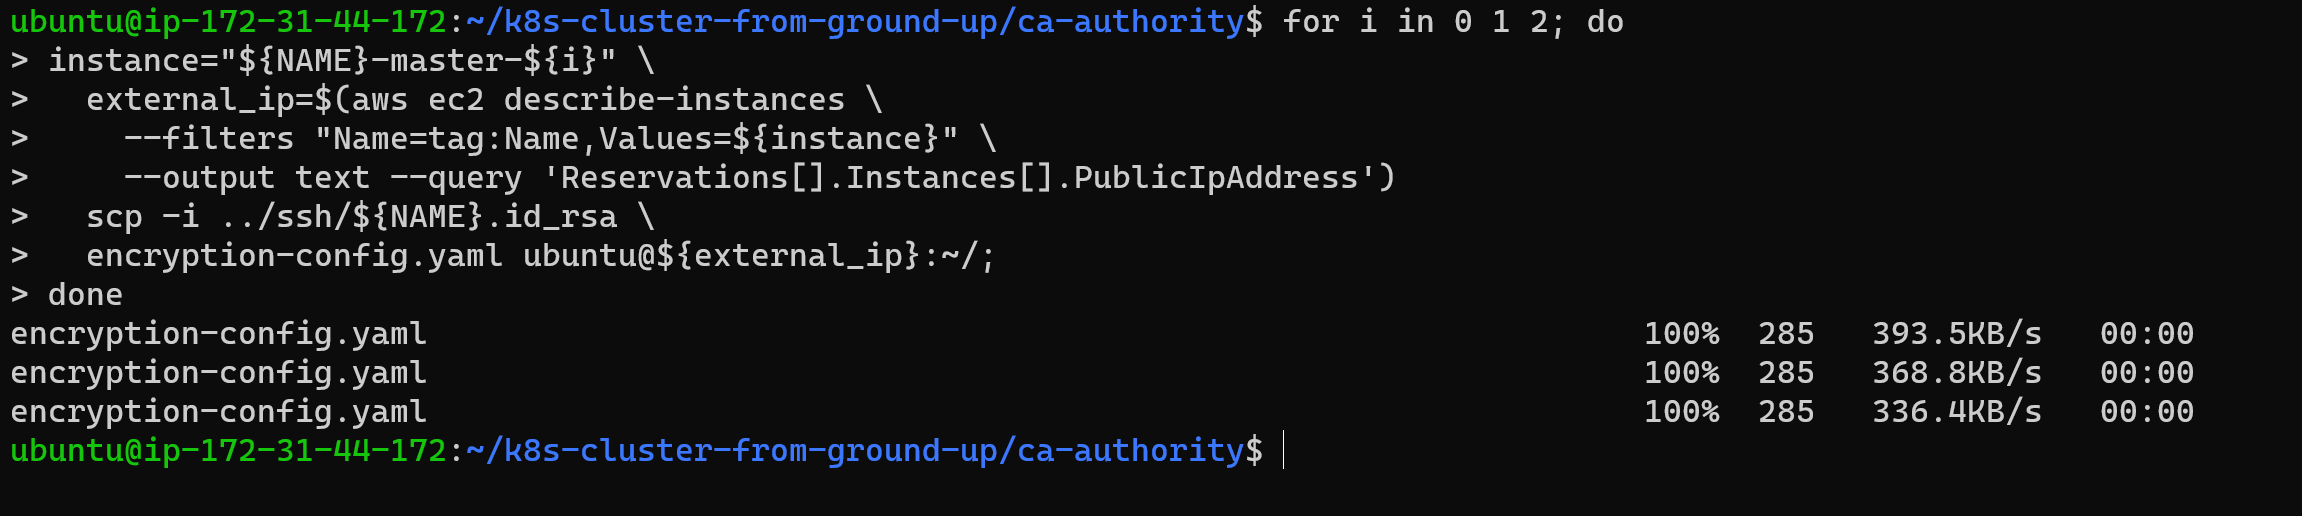 ubuntu@ip-172-31-44-172:~/k8s-cluster-from-ground-up/ca-authority$ for i in 0 1 2; do
> instance="${NAME}-master-${i}" \
>   external_ip=$(aws ec2 describe-instances \
>     --filters "Name=tag:Name,Values=${instance}" \
>     --output text --query 'Reservations[].Instances[].PublicIpAddress')
>   scp -i ../ssh/${NAME}.id_rsa \
>   encryption-config.yaml ubuntu@${external_ip}:~/;
> done
encryption-config.yaml 100% 285 393.5KB/s 00:00
encryption-config.yaml 100% 285 368.8KB/s 00:00
encryption-config.yaml 100% 285 336.4KB/s 00:00
ubuntu@ip-172-31-44-172:~/k8s-cluster-from-ground-up/ca-authority$